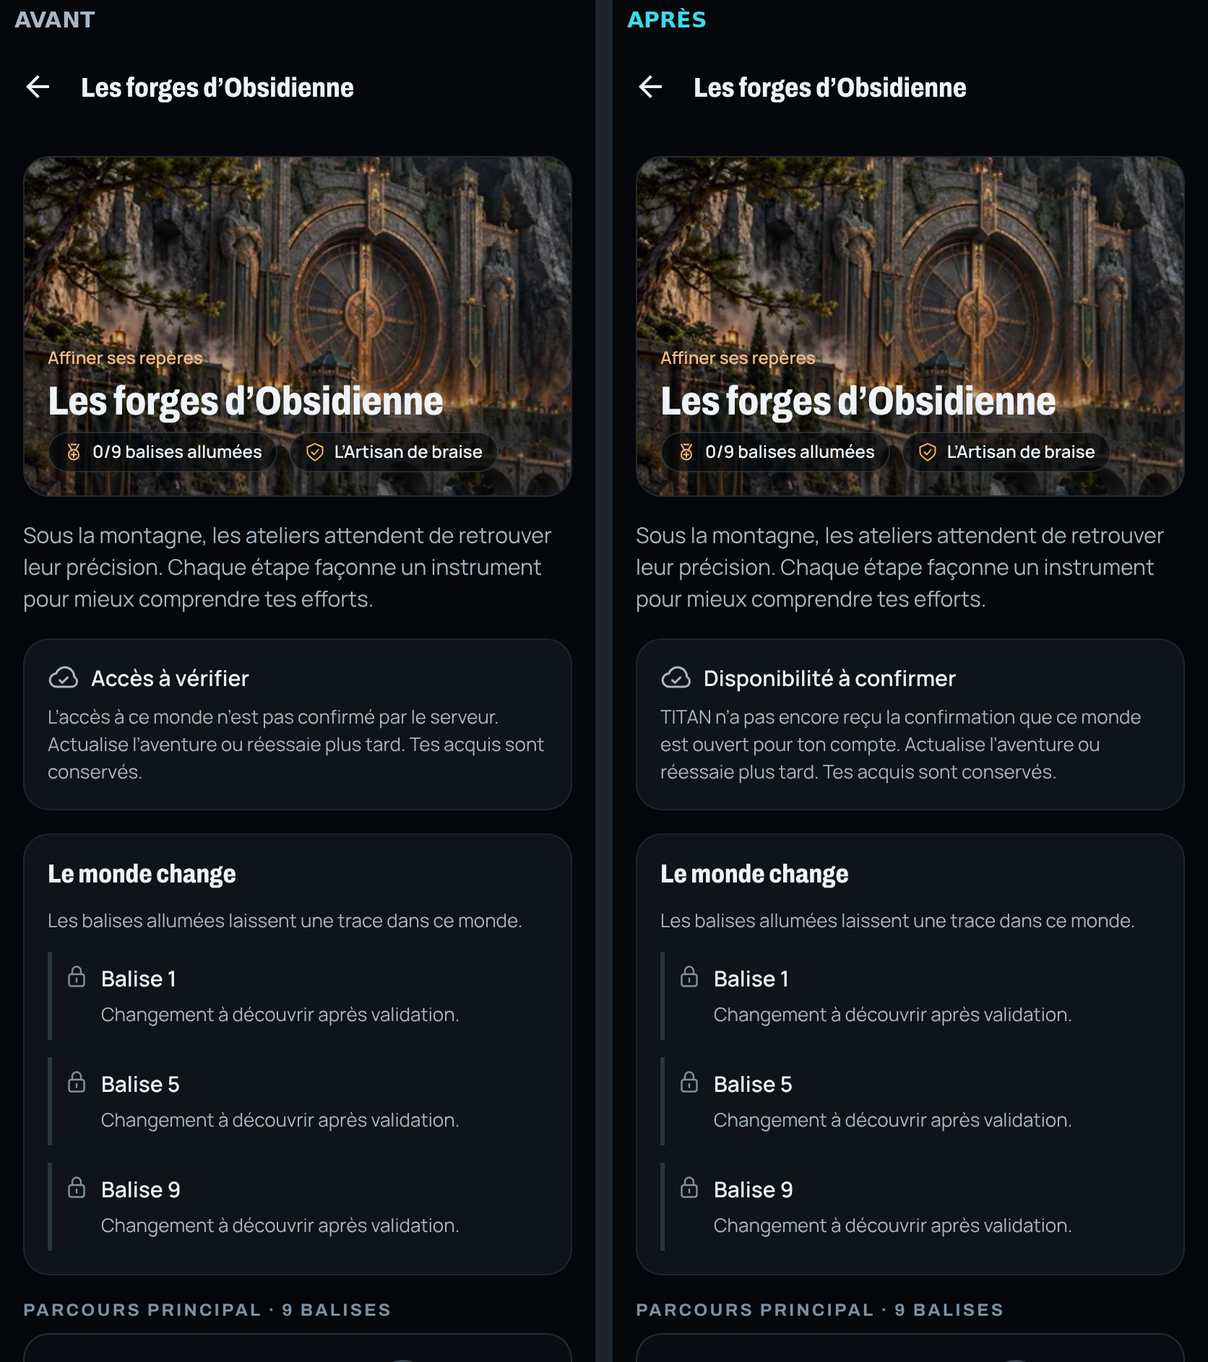 AVANT
Les forges d’Obsidienne
Affiner ses repères
Les forges d’Obsidienne
0/9 balises allumées
L’Artisan de braise
Sous la montagne, les ateliers attendent de retrouver
leur précision. Chaque étape façonne un instrument
pour mieux comprendre tes efforts.
Accès à vérifier
L’accès à ce monde n’est pas confirmé par le serveur.
Actualise l’aventure ou réessaie plus tard. Tes acquis sont
conservés.
Le monde change
Les balises allumées laissent une trace dans ce monde.
Balise 1
Changement à découvrir après validation.
Balise 5
Changement à découvrir après validation.
Balise 9
Changement à découvrir après validation.
PARCOURS PRINCIPAL · 9 BALISES
APRÈS
Les forges d’Obsidienne
Affiner ses repères
Les forges d’Obsidienne
0/9 balises allumées
L’Artisan de braise
Sous la montagne, les ateliers attendent de retrouver
leur précision. Chaque étape façonne un instrument
pour mieux comprendre tes efforts.
Disponibilité à confirmer
TITAN n’a pas encore reçu la confirmation que ce monde
est ouvert pour ton compte. Actualise l’aventure ou
réessaie plus tard. Tes acquis sont conservés.
Le monde change
Les balises allumées laissent une trace dans ce monde.
Balise 1
Changement à découvrir après validation.
Balise 5
Changement à découvrir après validation.
Balise 9
Changement à découvrir après validation.
PARCOURS PRINCIPAL · 9 BALISES